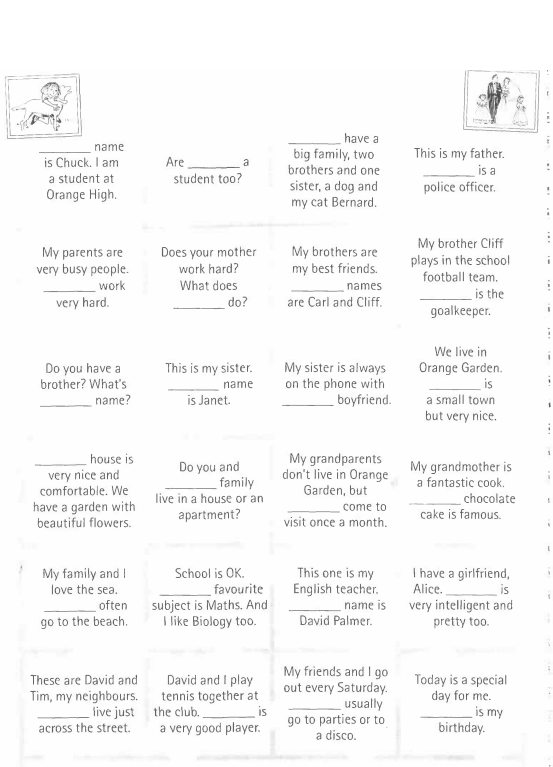 ________ name
is Chuck. I am
a student at
Orange High.
Are ________ a
student too?
________ have a
big family, two
brothers and one
sister, a dog and
my cat Bernard.
This is my father.
________ is a
police officer.
My parents are
very busy people.
________ work
very hard.
Does your mother
work hard?
What does
________ do?
My brothers are
my best friends.
________ names
are Carl and Cliff.
My brother Cliff
plays in the school
football team.
________ is the
goalkeeper.
Do you have a
brother? What's
________ name?
This is my sister.
________ name
is Janet.
My sister is always
on the phone with
________ boyfriend.
We live in
Orange Garden.
________ is
a small town
but very nice.
________ house is
very nice and
comfortable. We
have a garden with
beautiful flowers.
Do you and
________ family
live in a house or an
apartment?
My grandparents
don't live in Orange
Garden, but
________ come to
visit once a month.
My grandmother is
a fantastic cook.
________ chocolate
cake is famous.
My family and I
love the sea.
________ often
go to the beach.
School is OK.
________ favourite
subject is Maths. And
I like Biology too.
This one is my
English teacher.
________ name is
David Palmer.
I have a girlfriend,
Alice. ________ is
very intelligent and
pretty too.
These are David and
Tim, my neighbours.
________ live just
across the street.
David and I play
tennis together at
the club. ________ is
a very good player.
My friends and I go
out every Saturday.
________ usually
go to parties or to
a disco.
Today is a special
day for me.
________ is my
birthday.